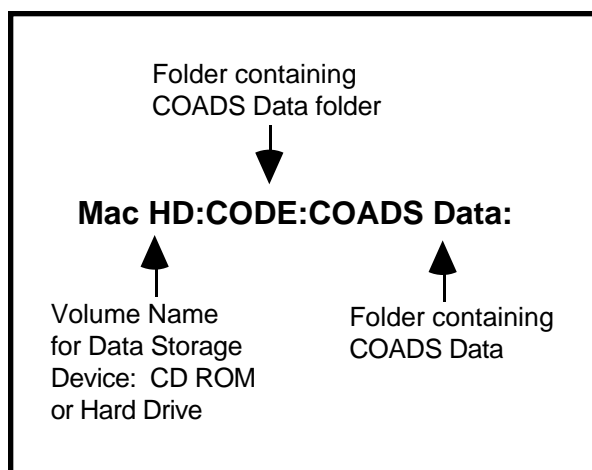 Folder containing
COADS Data folder
Mac HD:CODE:COADS Data:
Volume Name
for Data Storage
Device:  CD ROM
or Hard Drive
Folder containing
COADS Data